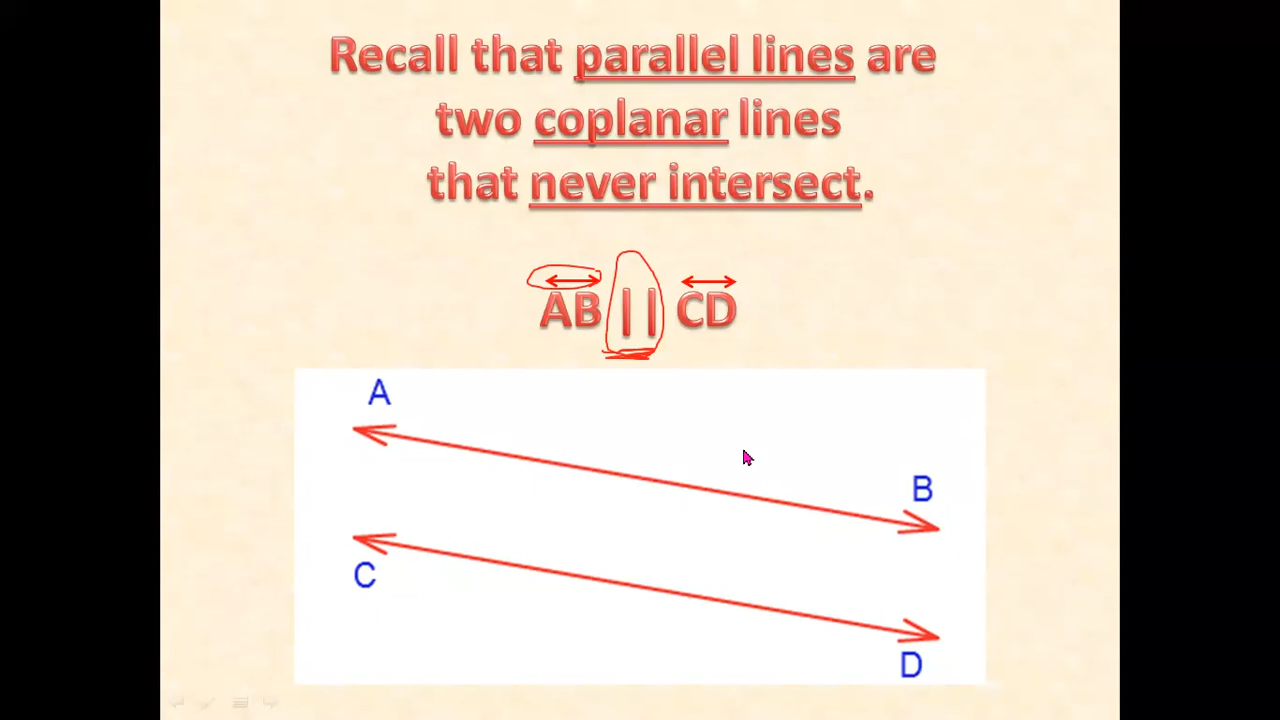 Recall that parallel lines are
two coplanar lines
that never intersect.
AB || CD
A
B
C
D